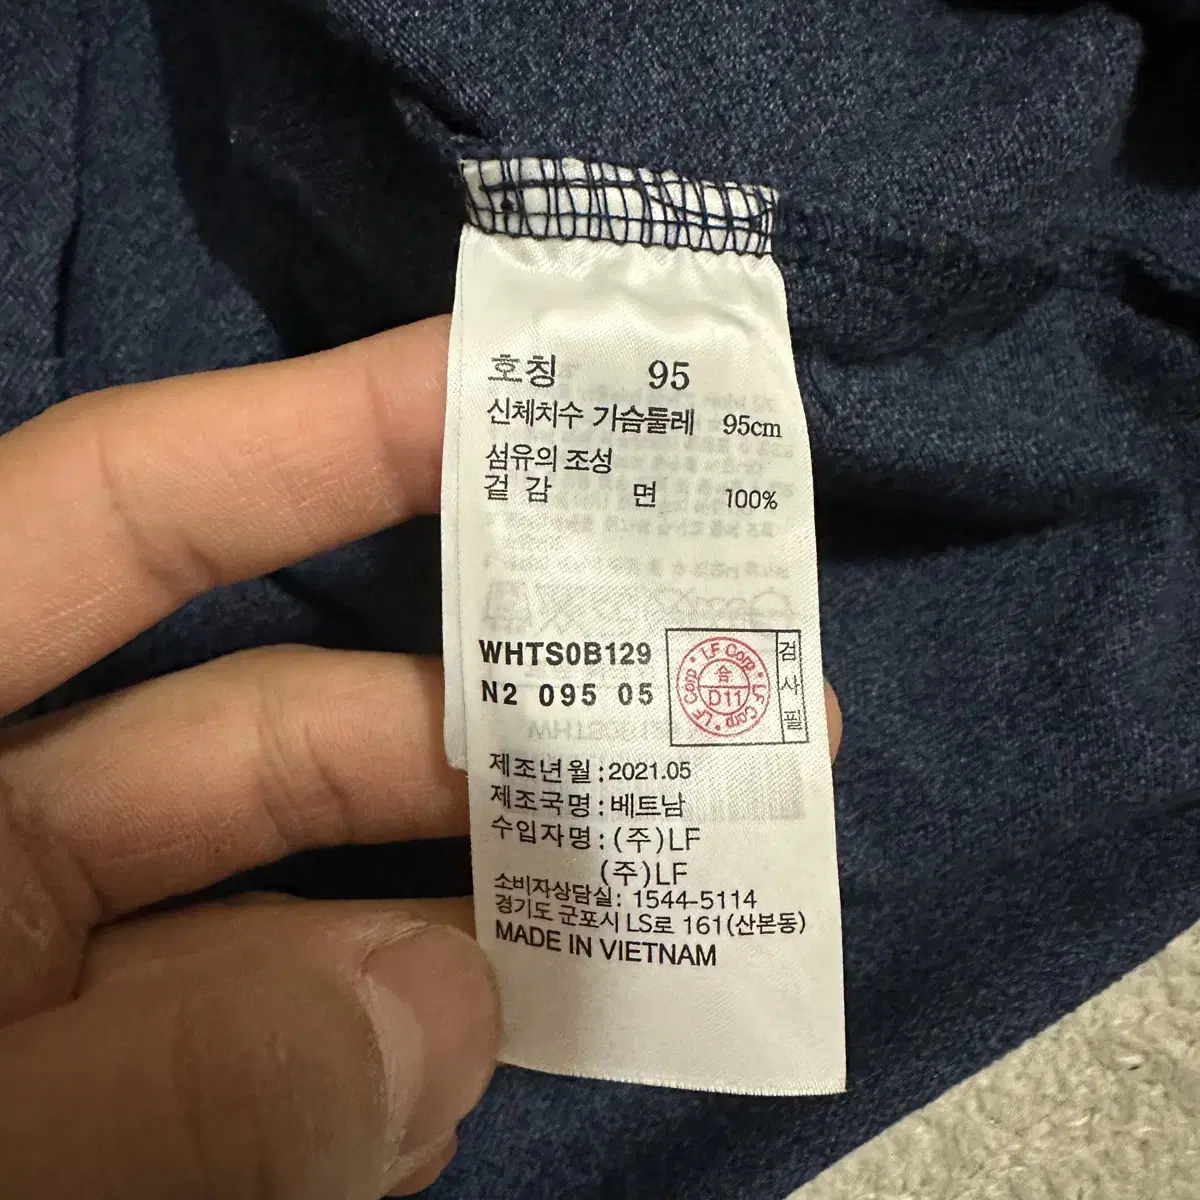 호칭 95
신체치수 가슴둘레 95cm
섬유의 조성
겉 감 면 100%
WHTS0B129
N2 095 05
LF Corp · LF Corp · LF Corp ·
合
D11
검사필
제조년월 : 2021.05
제조국명 : 베트남
수입자명 : (주)LF
(주)LF
소비자상담실: 1544-5114
경기도 군포시 LS로 161(산본동)
MADE IN VIETNAM